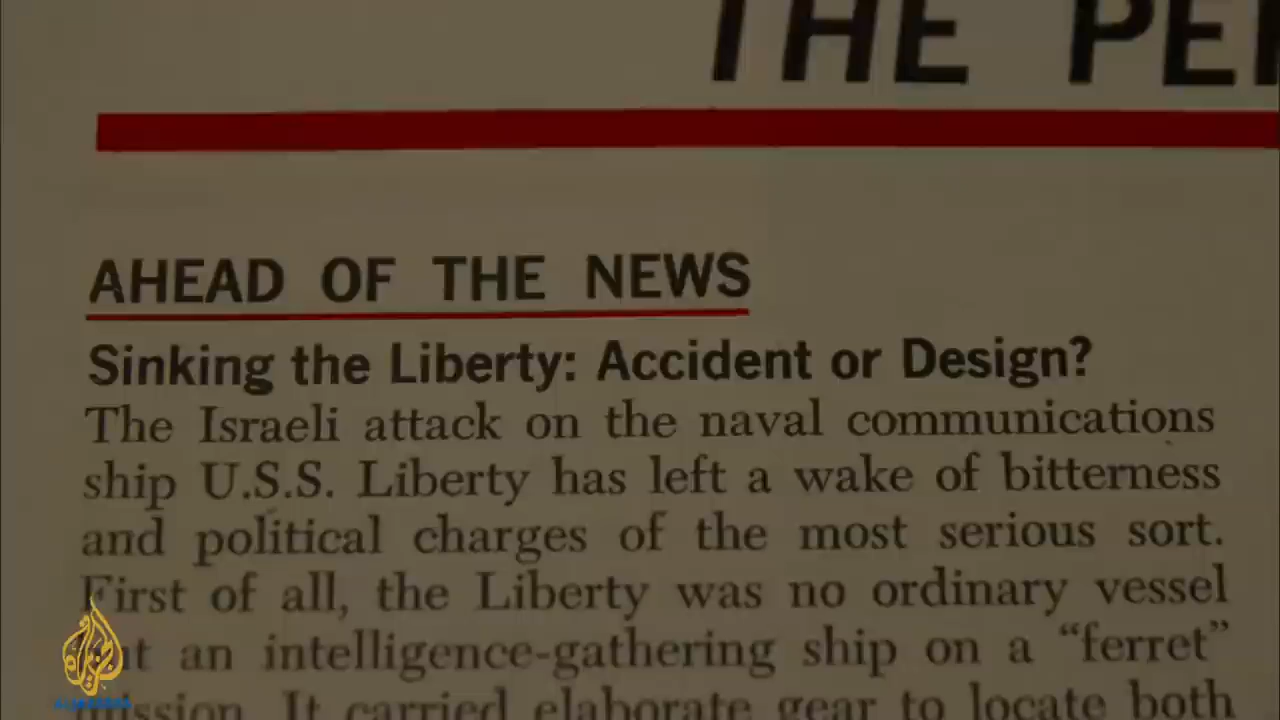 THE PE
AHEAD OF THE NEWS
Sinking the Liberty: Accident or Design?
The Israeli attack on the naval communications
ship U.S.S. Liberty has left a wake of bitterness
and political charges of the most serious sort.
First of all, the Liberty was no ordinary vessel
an intelligence-gathering ship on a “ferret”
It carried elaborate gear to locate both